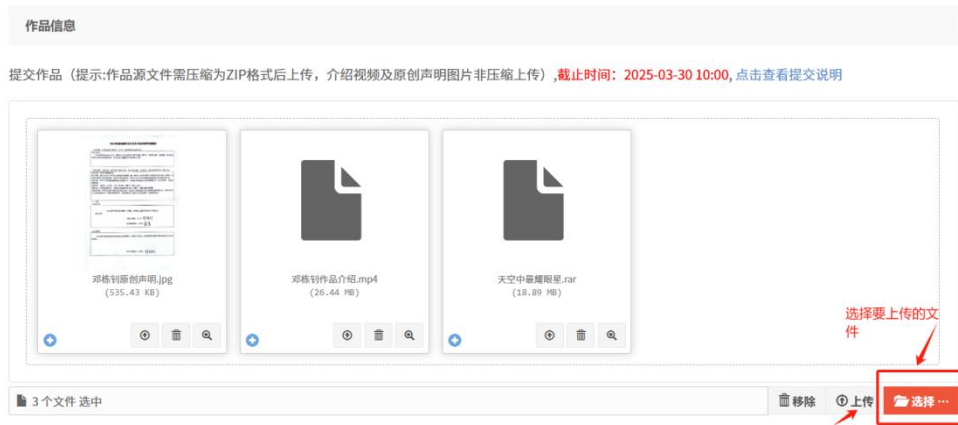 作品信息
提交作品（提示:作品源文件需压缩为ZIP格式后上传，介绍视频及原创声明图片非压缩上传）,截止时间：2025-03-30 10:00, 点击查看提交说明
邓栋钊原创声明.jpg
(535.43 KB)
邓栋钊作品介绍.mp4
(26.44 MB)
天空中最耀眼星.rar
(18.89 MB)
选择要上传的文
件
3 个文件 选中
移除
上传
选择 …